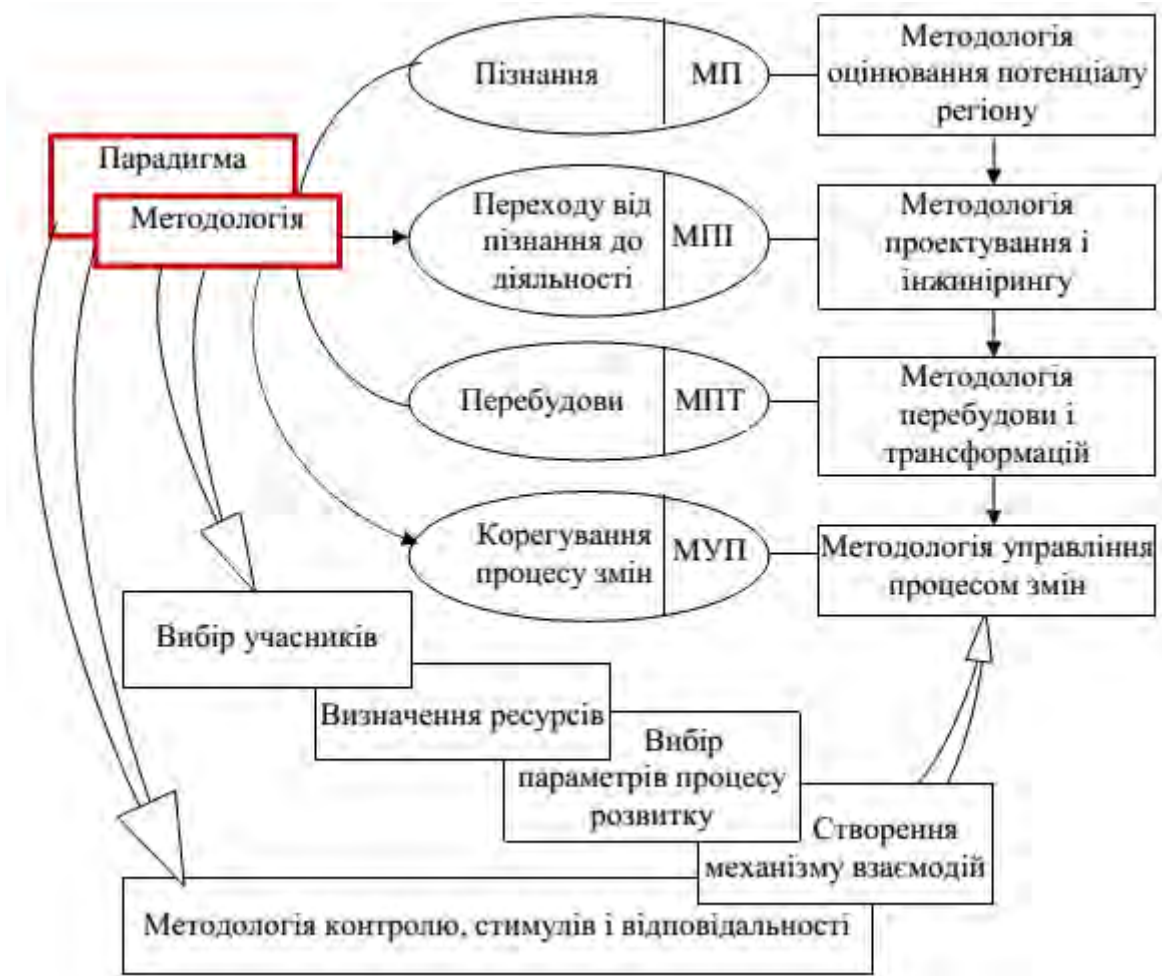 Пізнання
МП
Методологія
оцінювання потенціалу
регіону
Парадигма
Методологія
Переходу від
пізнання до
діяльності
МПІ
Методологія
проектування і
інжинірингу
Перебудови
МПТ
Методологія
перебудови і
трансформацій
Корегування
процесу змін
МУП
Методологія управління
процесом змін
Вибір учасників
Визначення ресурсів
Вибір
параметрів процесу
розвитку
Створення
механізму взаємодій
Методологія контролю, стимулів і відповідальності